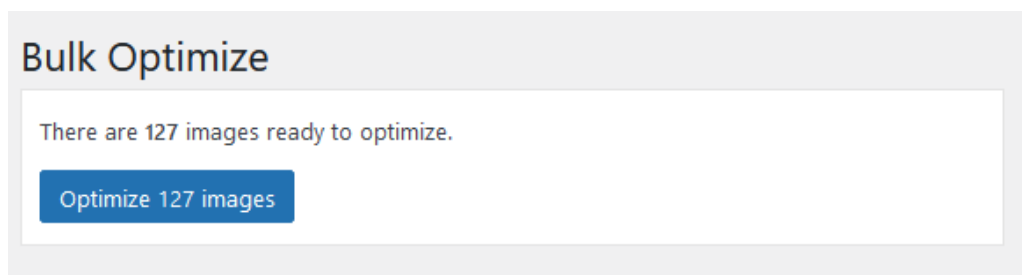 Bulk Optimize
There are 127 images ready to optimize.
Optimize 127 images